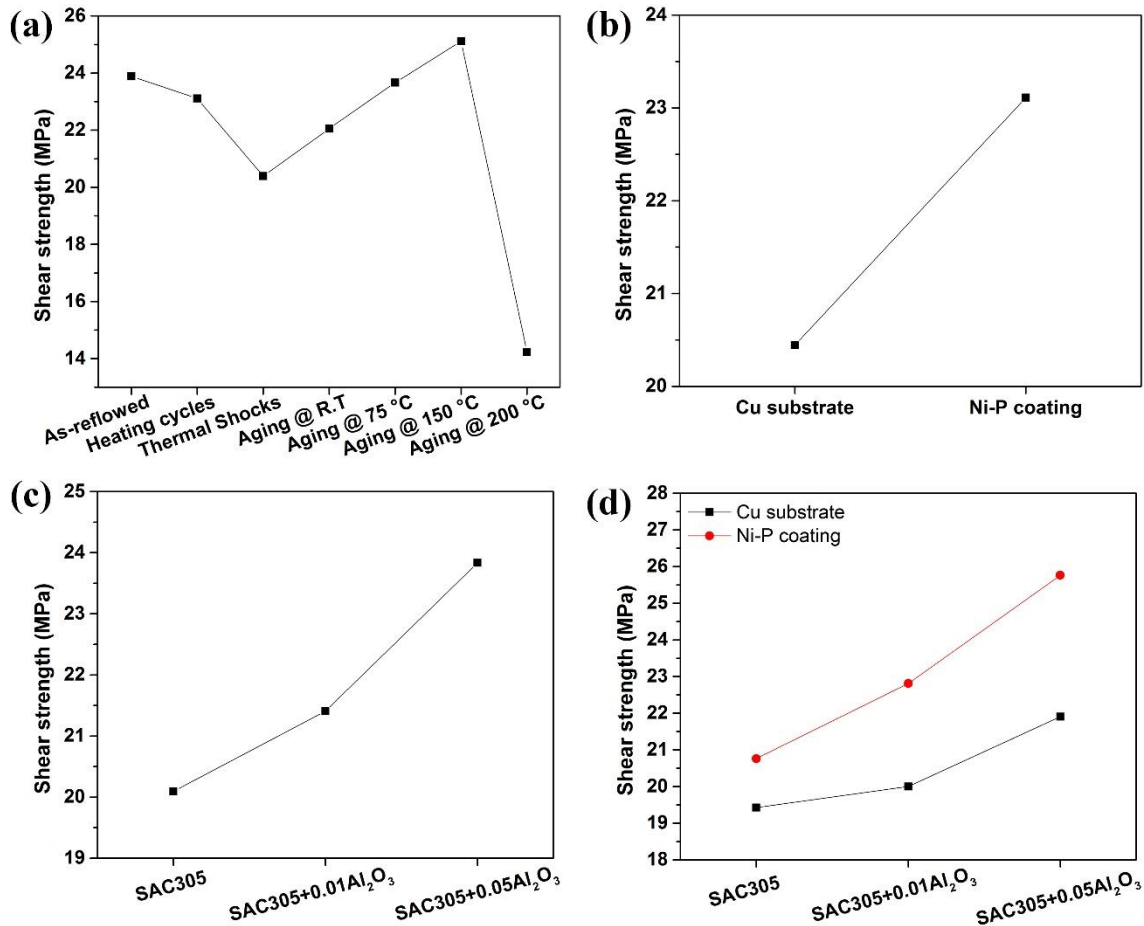 (a)
26
24
22
20
18
16
14
Shear strength (MPa)
As-reflowed
Heating cycles
Thermal Shocks
Aging @ R.T
Aging @ 75 °C
Aging @ 150 °C
Aging @ 200 °C
(b)
24
23
22
21
20
Shear strength (MPa)
Cu substrate
Ni-P coating
(c)
25
24
23
22
21
20
19
Shear strength (MPa)
SAC305
SAC305+0.01Al₂O₃
SAC305+0.05Al₂O₃
(d)
28
27
26
25
24
23
22
21
20
19
18
Shear strength (MPa)
Cu substrate
Ni-P coating
SAC305
SAC305+0.01Al₂O₃
SAC305+0.05Al₂O₃